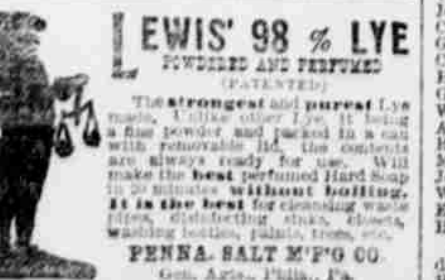 LEWIS' 98 % LYE
POWDERED AND PERFUMED
(PATENTED)
The strongest and purest Lye
made. Unlike other Lye, it being
a fine powder and packed in a can
with removable lid, the contents
are always ready for use. Will
make the best perfumed Hard Soap
in 20 minutes without boiling.
It is the best for cleansing waste
pipes, disinfecting sinks, closets,
washing bottles, paints, trees, etc.
PENNA. SALT M'F'G CO
Gen. Agts., Phila., Pa.